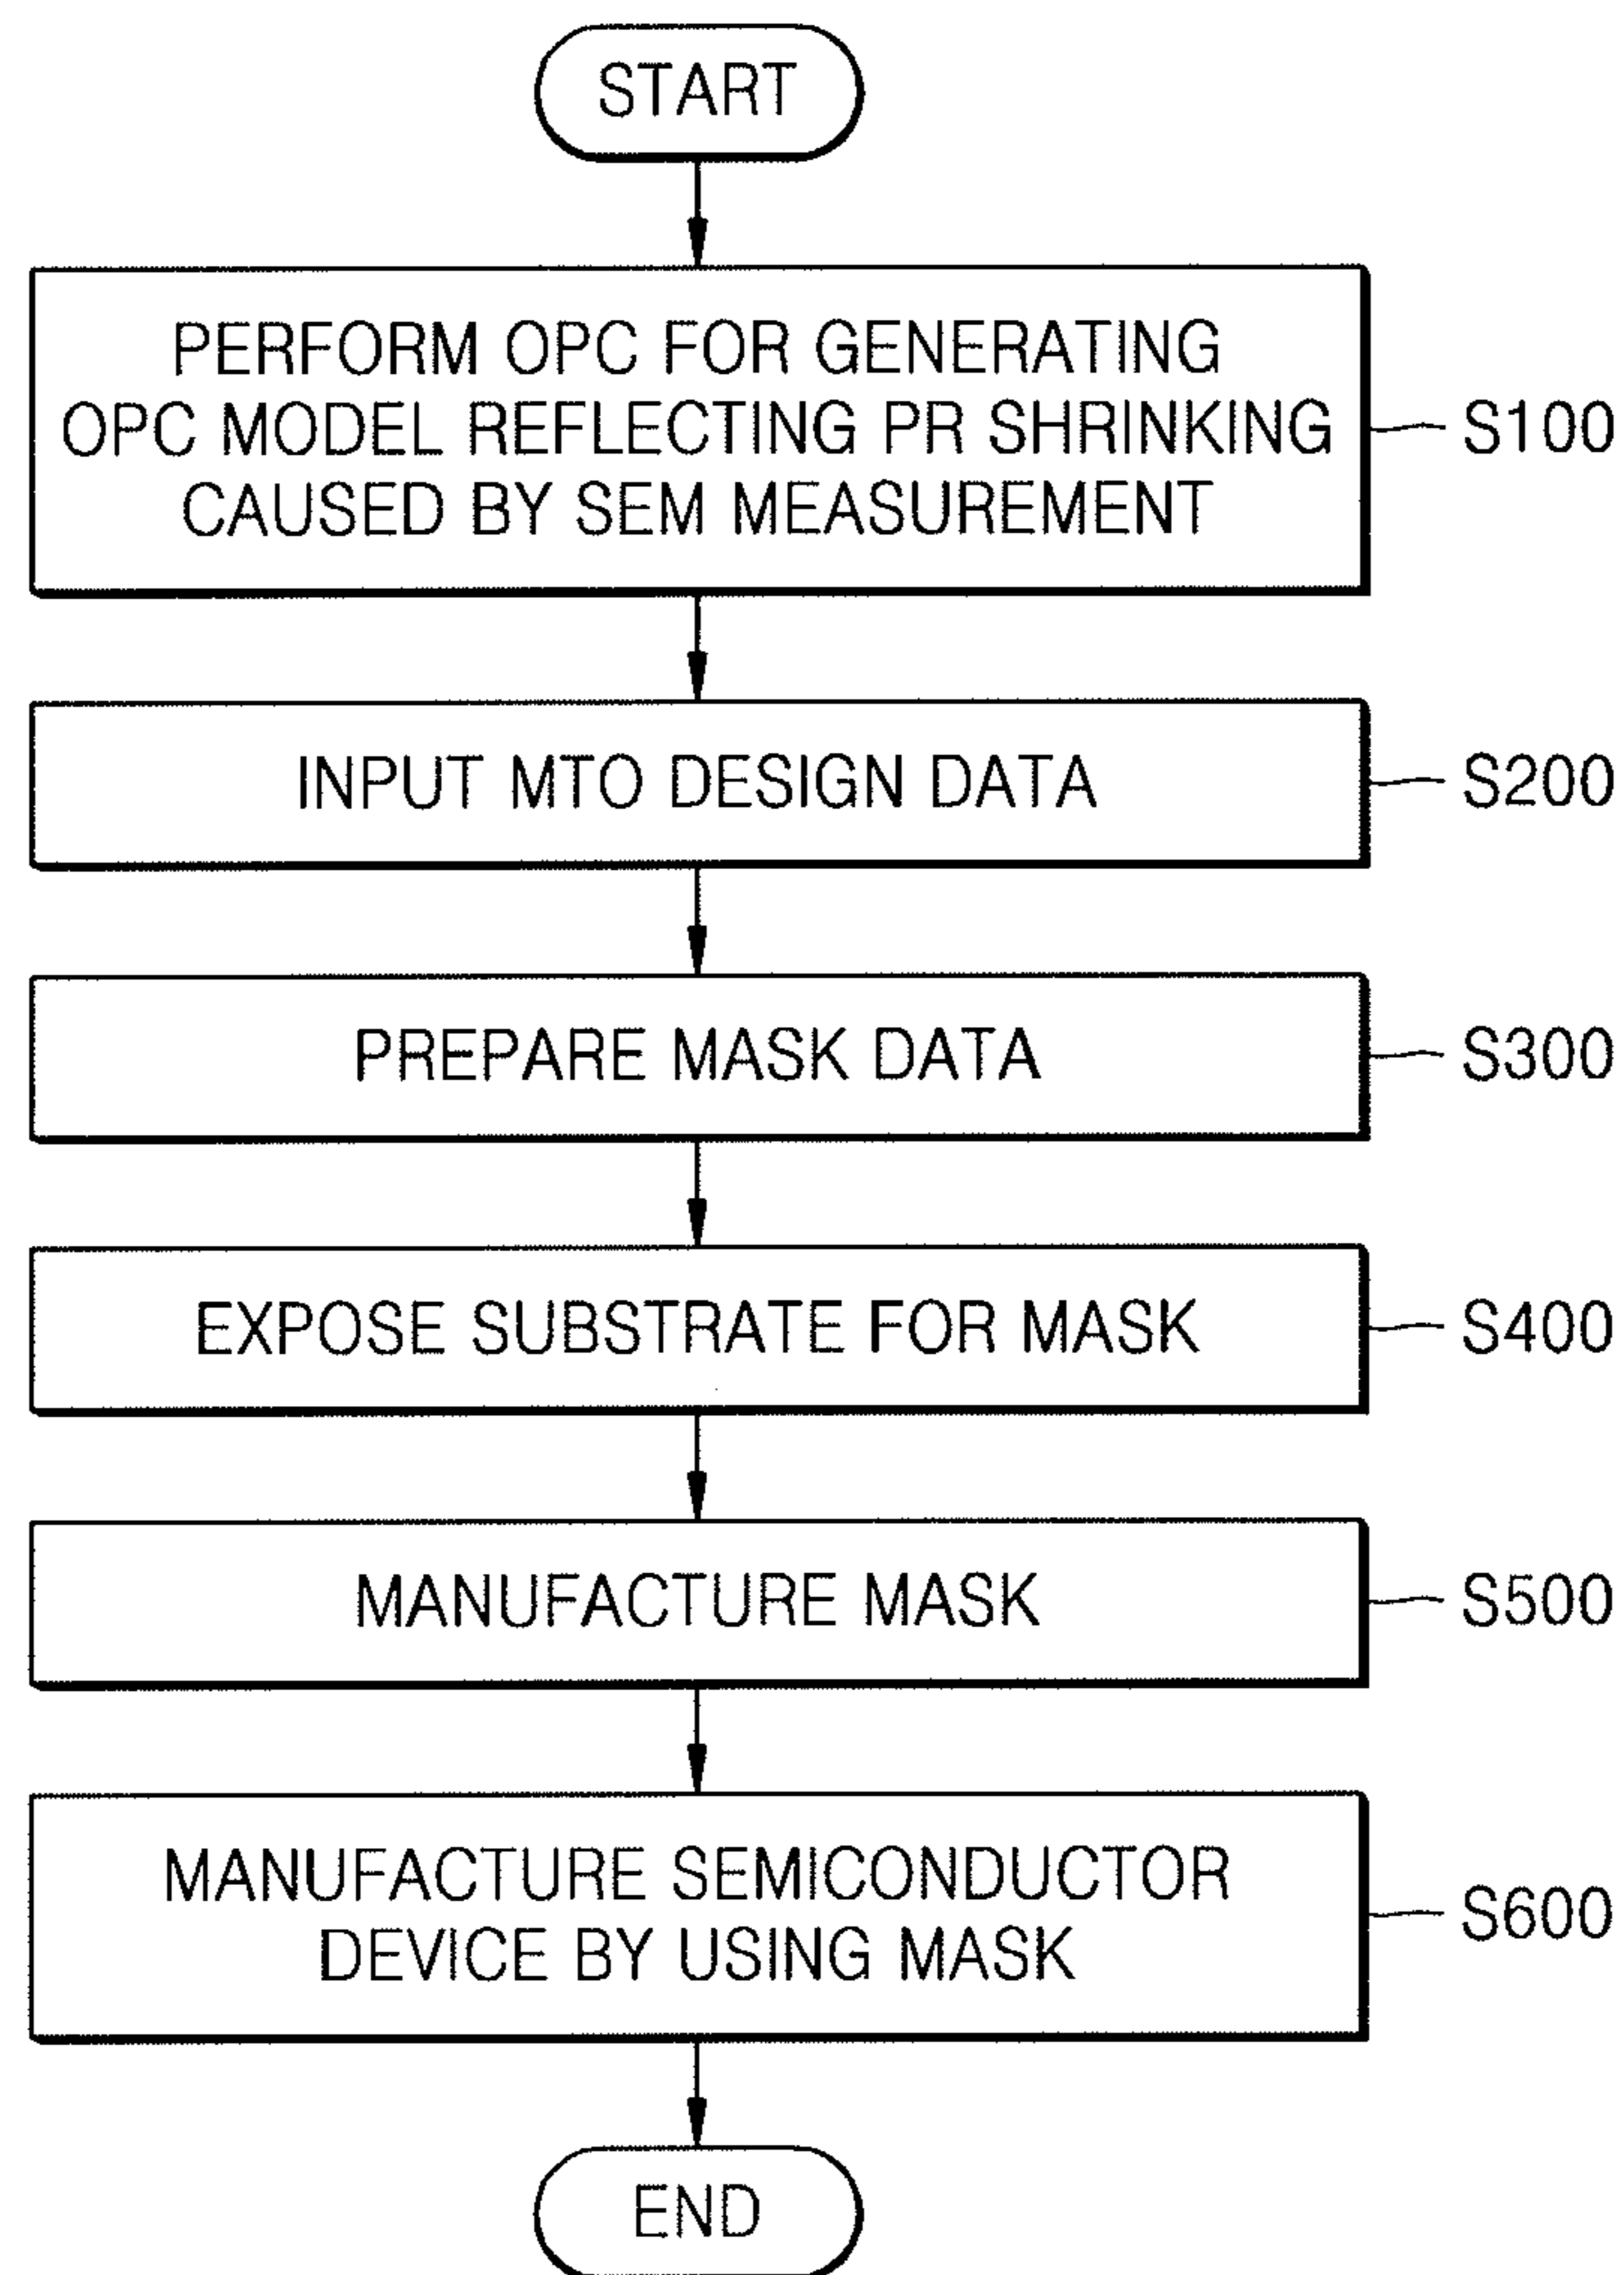 START
PERFORM OPC FOR GENERATING
OPC MODEL REFLECTING PR SHRINKING
CAUSED BY SEM MEASUREMENT
S100
INPUT MTO DESIGN DATA
S200
PREPARE MASK DATA
S300
EXPOSE SUBSTRATE FOR MASK
S400
MANUFACTURE MASK
S500
MANUFACTURE SEMICONDUCTOR
DEVICE BY USING MASK
S600
END